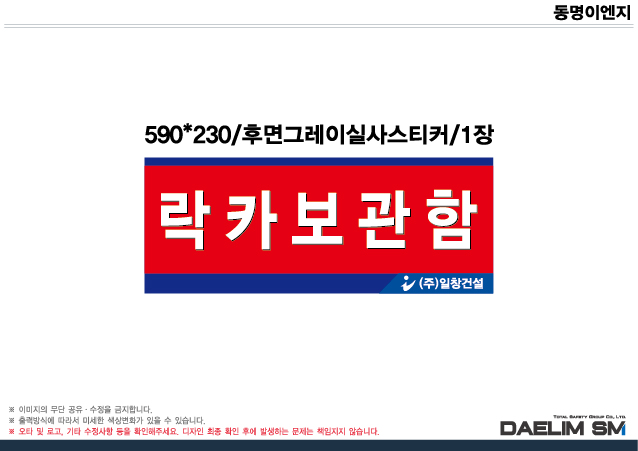 동명이엔지
590*230/후면그레이실사스티커/1장
락카보관함
(주)일창건설
※ 이미지의 무단 공유 · 수정을 금지합니다.
※ 출력방식에 따라서 미세한 색상변화가 있을 수 있습니다.
※ 오타 및 로고, 기타 수정사항 등을 확인해주세요. 디자인 최종 확인 후에 발생하는 문제는 책임지지 않습니다.
TOTAL SAFETY GROUP CO., LTD.
DAELIM SM